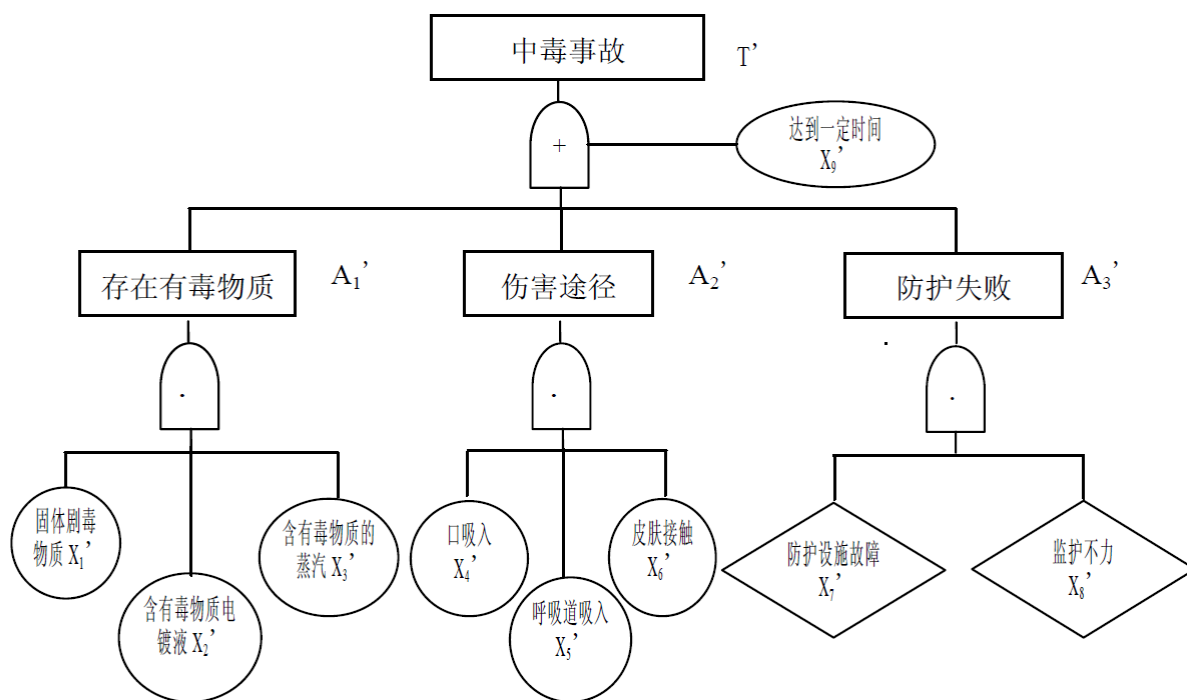 中毒事故
T’
+
达到一定时间
X₉’
存在有毒物质
A₁’
伤害途径
A₂’
防护失败
A₃’
.
.
.
.
固体剧毒
物质 X₁’
含有毒物质电
镀液 X₂’
含有毒物质的
蒸汽 X₃’
口吸入
X₄’
呼吸道吸入
X₅’
皮肤接触
X₆’
防护设施故障
X₇’
监护不力
X₈’